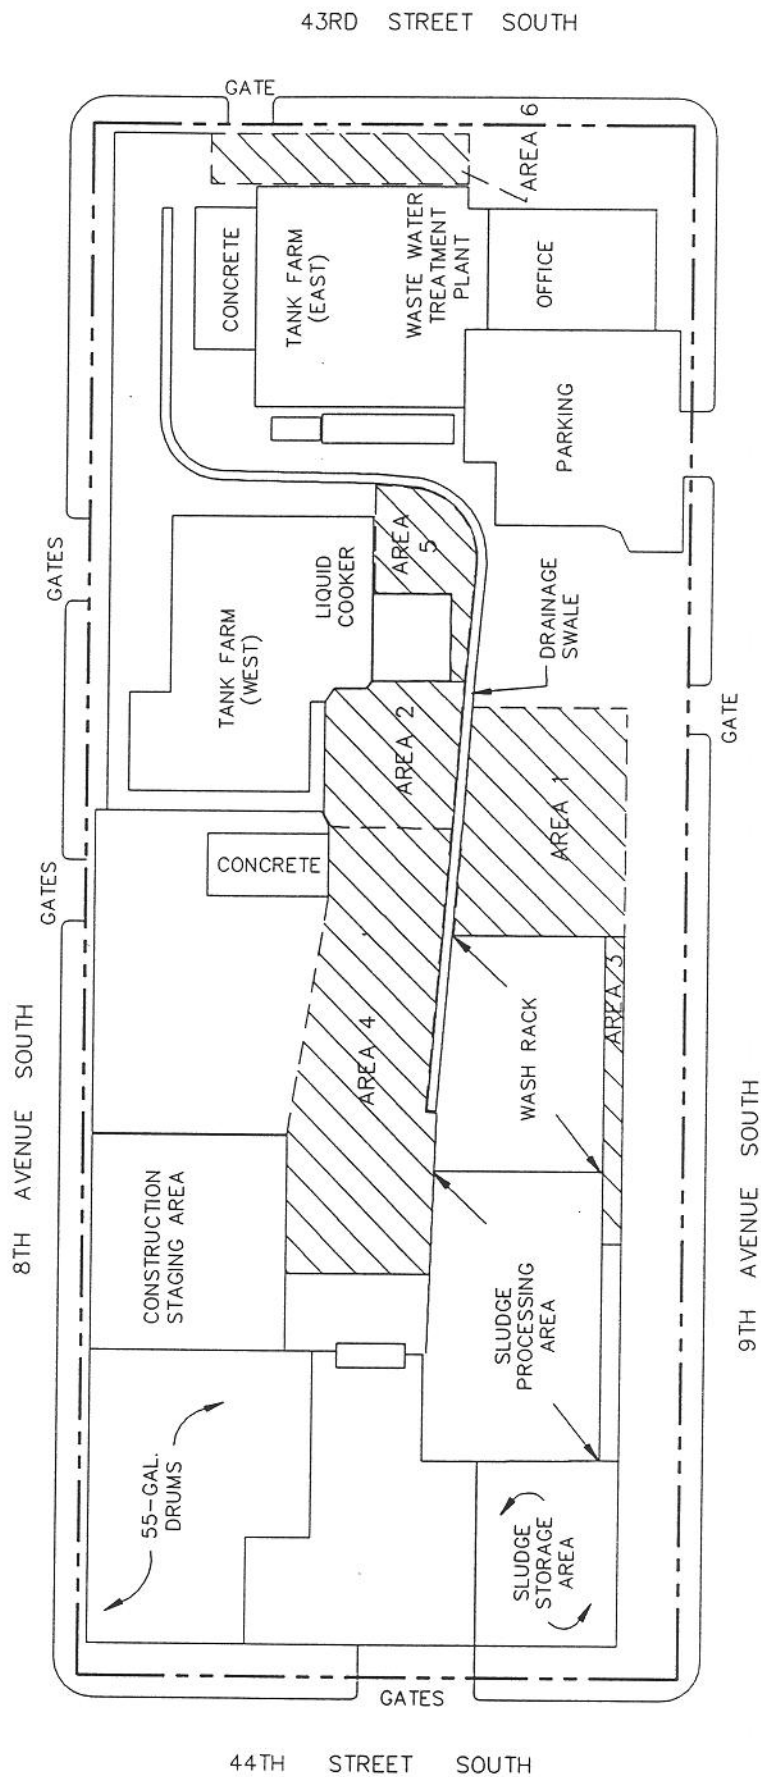 43RD STREET SOUTH
GATE
AREA 6
CONCRETE
TANK FARM
(EAST)
WASTE WATER
TREATMENT
PLANT
OFFICE
PARKING
GATES
AREA
5
LIQUID
COOKER
TANK FARM
(WEST)
DRAINAGE
SWALE
AREA 2
GATE
AREA 1
GATES
CONCRETE
AREA 3
AREA 4
WASH RACK
8TH AVENUE SOUTH
9TH AVENUE SOUTH
CONSTRUCTION
STAGING AREA
SLUDGE
PROCESSING
AREA
55-GAL.
DRUMS
SLUDGE
STORAGE
AREA
GATES
44TH STREET SOUTH